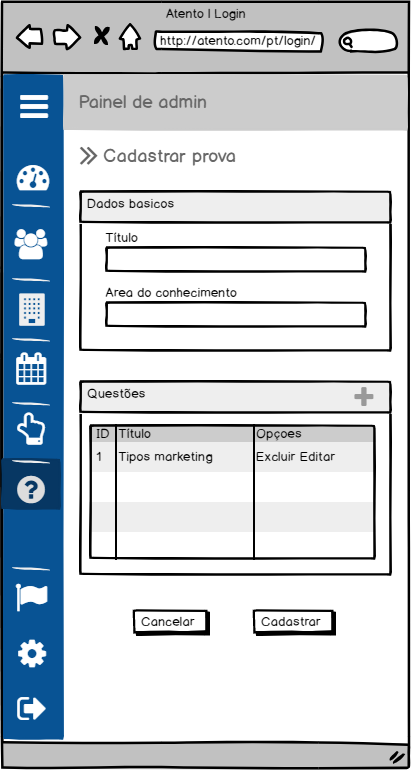 Atento | Login
http://atento.com/pt/login/
Painel de admin
Cadastrar prova
Dados basicos
Título
Area do conhecimento
Questões
ID Título Opçoes
1 Tipos marketing Excluir Editar
Cancelar Cadastrar